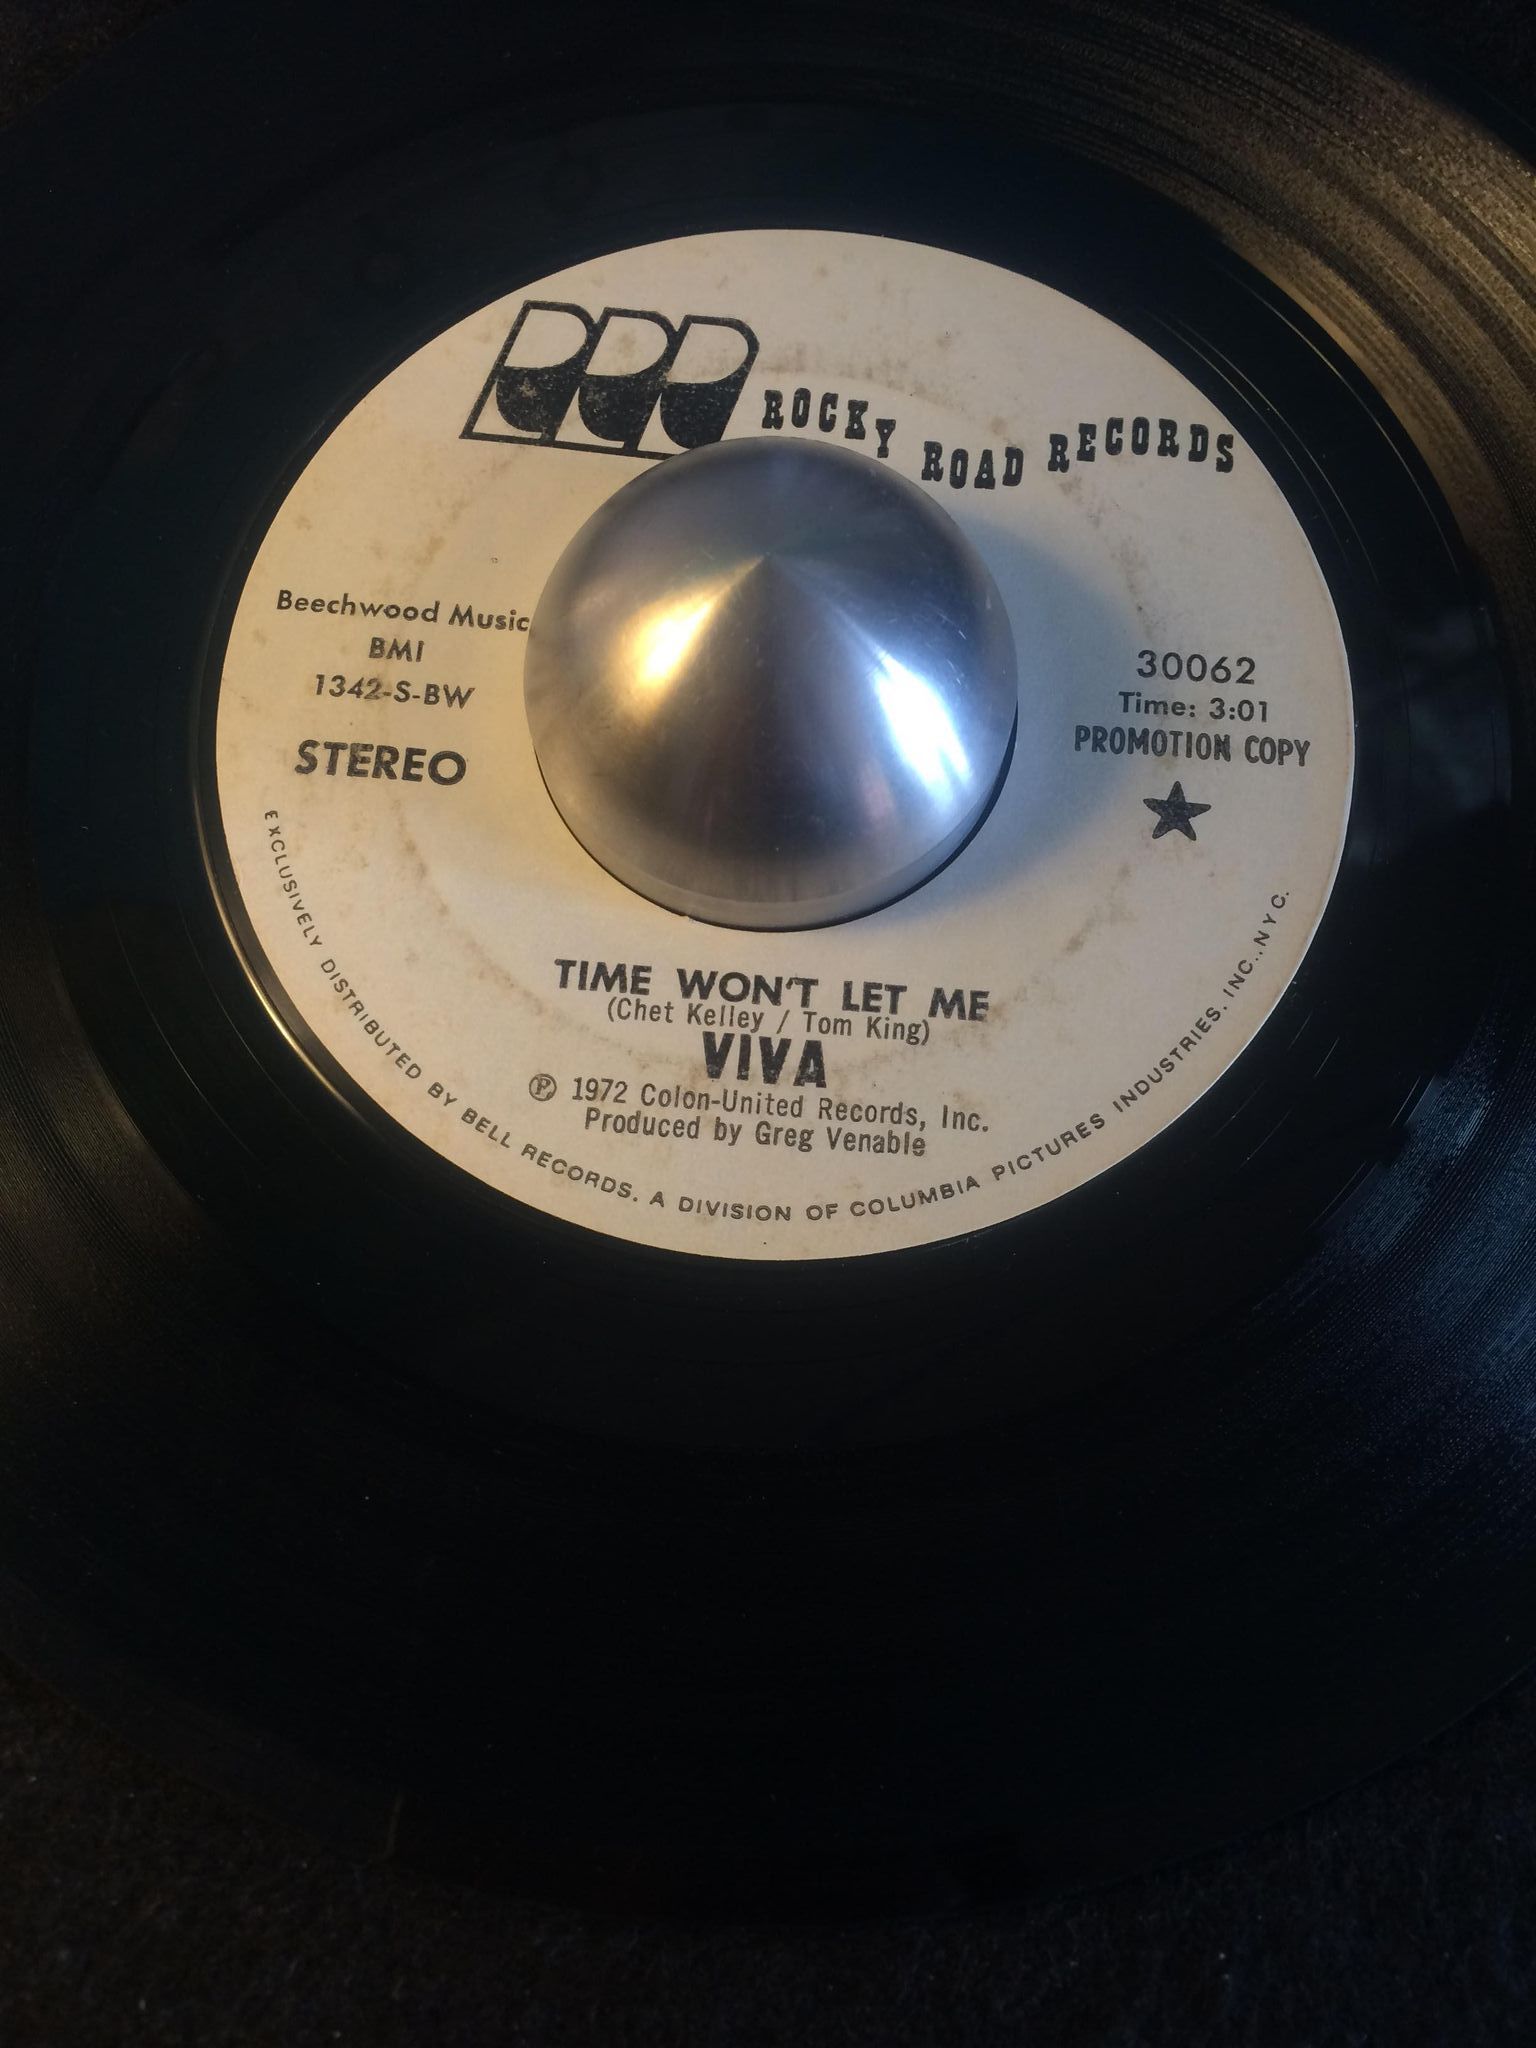 RRR ROCKY ROAD RECORDS
Beechwood Music
BMI
1342-S-BW
STEREO
30062
Time: 3:01
PROMOTION COPY
TIME WON'T LET ME
(Chet Kelley / Tom King)
VIVA
Ⓟ 1972 Colon-United Records, Inc.
Produced by Greg Venable
EXCLUSIVELY DISTRIBUTED BY BELL RECORDS. A DIVISION OF COLUMBIA PICTURES INDUSTRIES. INC., N Y C.